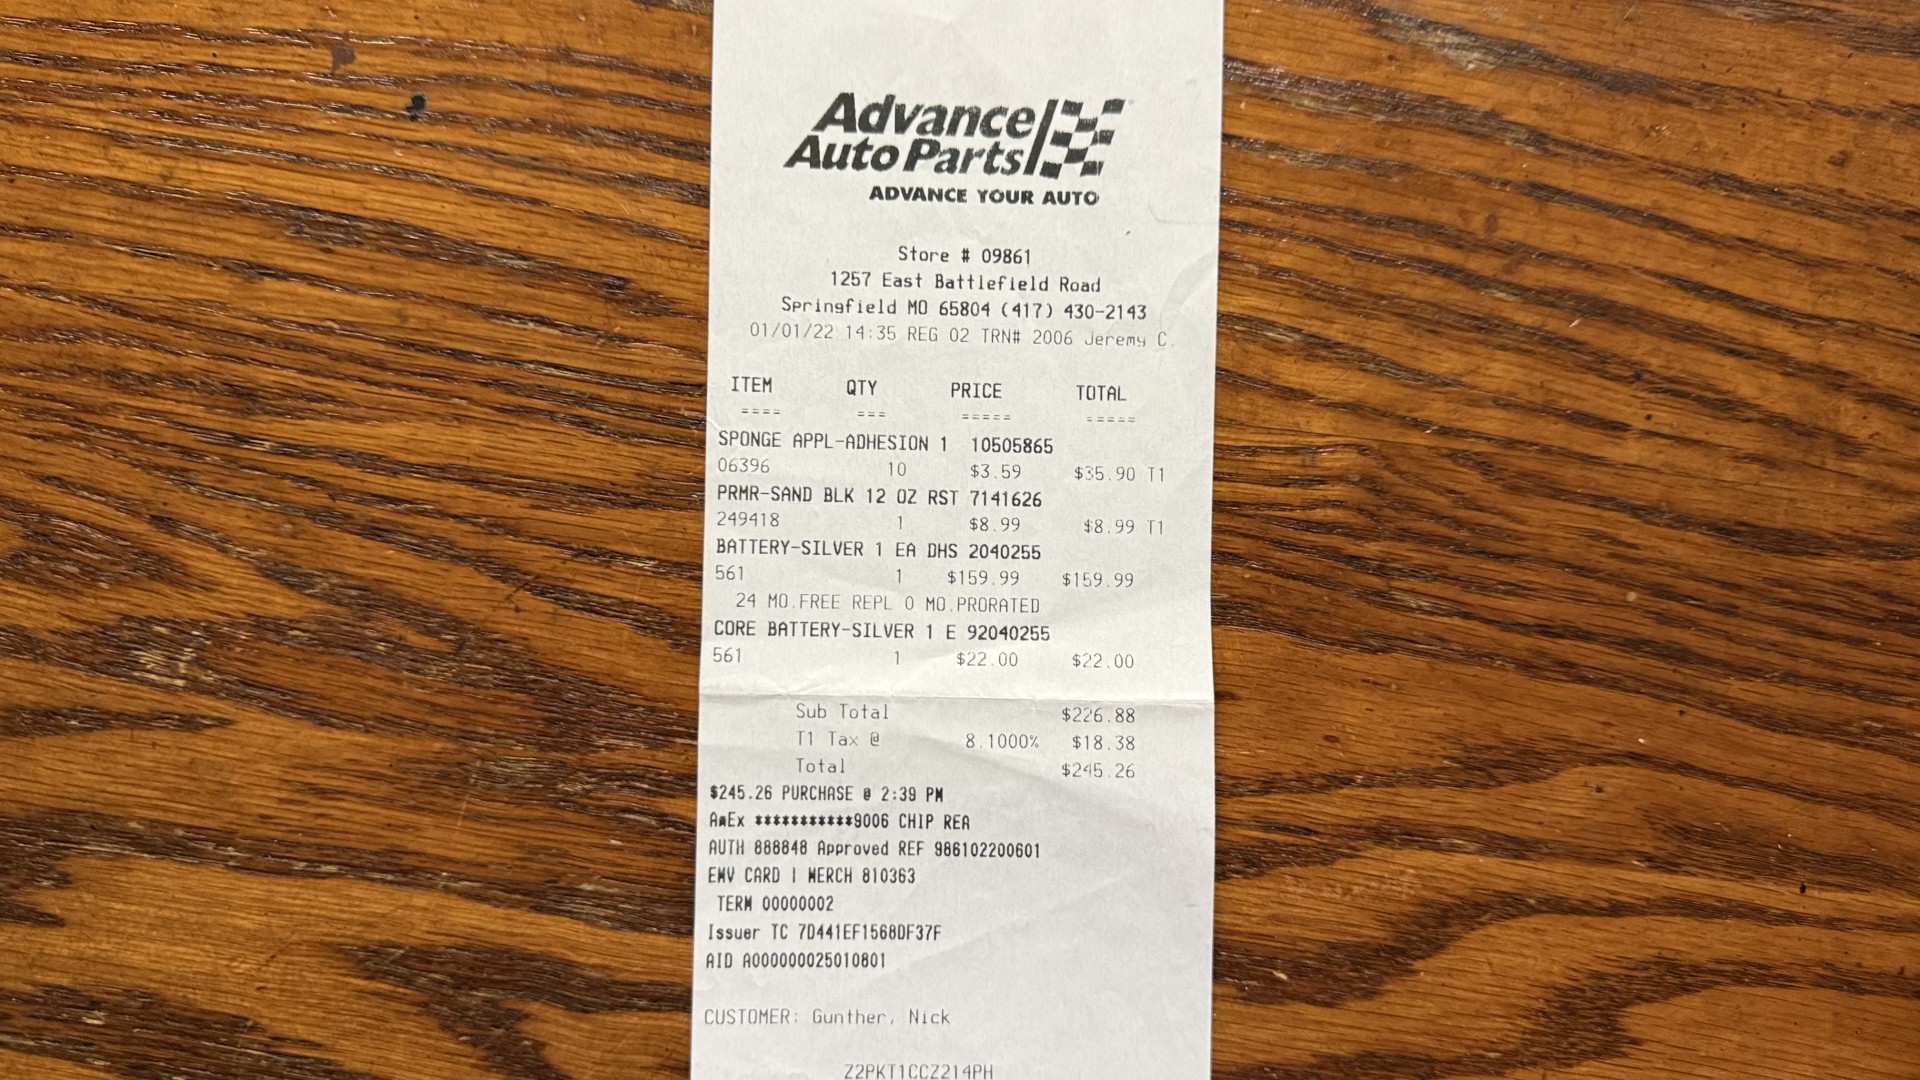 Advance
Auto Parts
ADVANCE YOUR AUTO
Store # 09861
1257 East Battlefield Road
Springfield MO 65804 (417) 430-2143
01/01/22 14:35 REG 02 TRN# 2006 Jeremy C.
ITEM QTY PRICE TOTAL
==== === ===== =====
SPONGE APPL-ADHESION 1 10505865
06396 10 $3.59 $35.90 T1
PRMR-SAND BLK 12 OZ RST 7141626
249418 1 $8.99 $8.99 T1
BATTERY-SILVER 1 EA DHS 2040255
561 1 $159.99 $159.99
24 MO.FREE REPL 0 MO.PRORATED
CORE BATTERY-SILVER 1 E 92040255
561 1 $22.00 $22.00
Sub Total $226.88
T1 Tax @ 8.1000% $18.38
Total $245.26
$245.26 PURCHASE @ 2:39 PM
AmEx ***********9006 CHIP REA
AUTH 888848 Approved REF 986102200601
EMV CARD | MERCH 810363
TERM 00000002
Issuer TC 7D441EF1568DF37F
AID A000000025010801
CUSTOMER: Gunther, Nick
Z2PKT1CCZ214PH